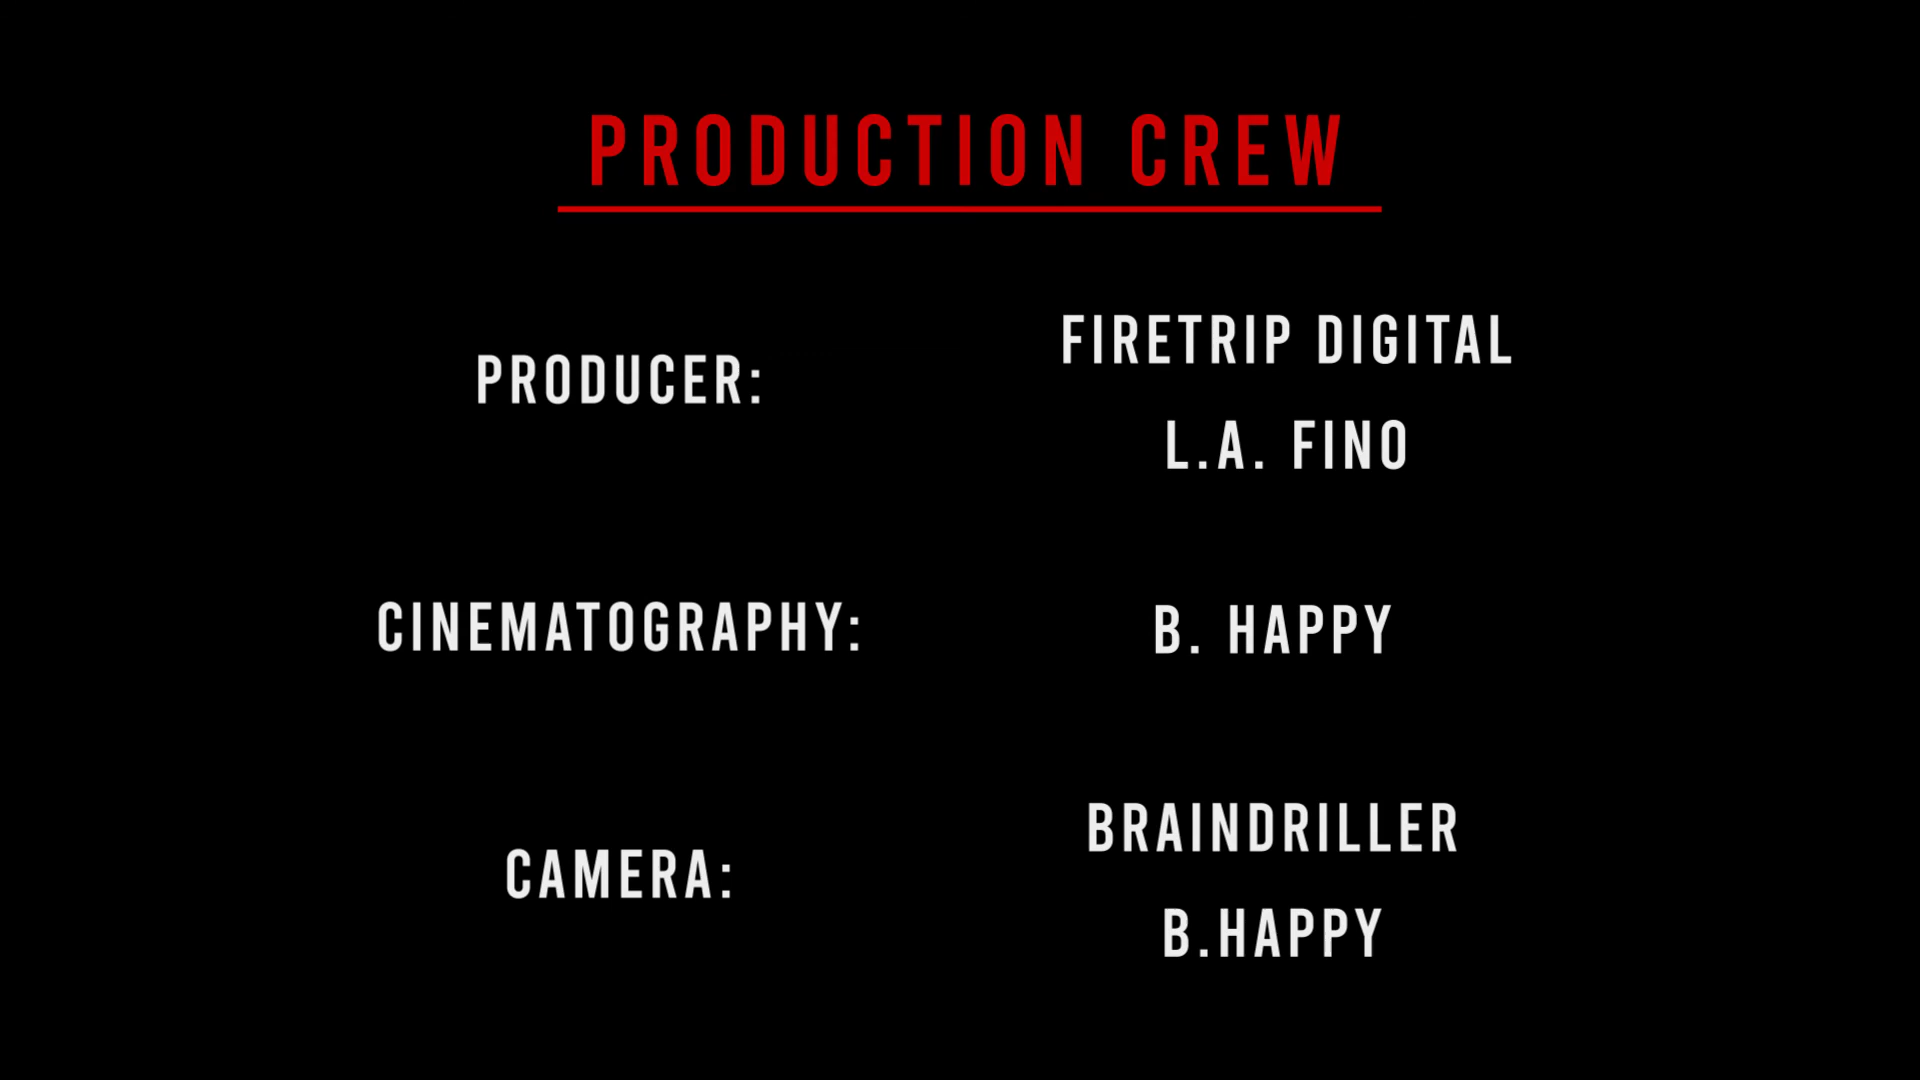 PRODUCTION CREW
PRODUCER:
FIRETRIP DIGITAL
L.A. FINO
CINEMATOGRAPHY:
B. HAPPY
CAMERA:
BRAINDRILLER
B.HAPPY